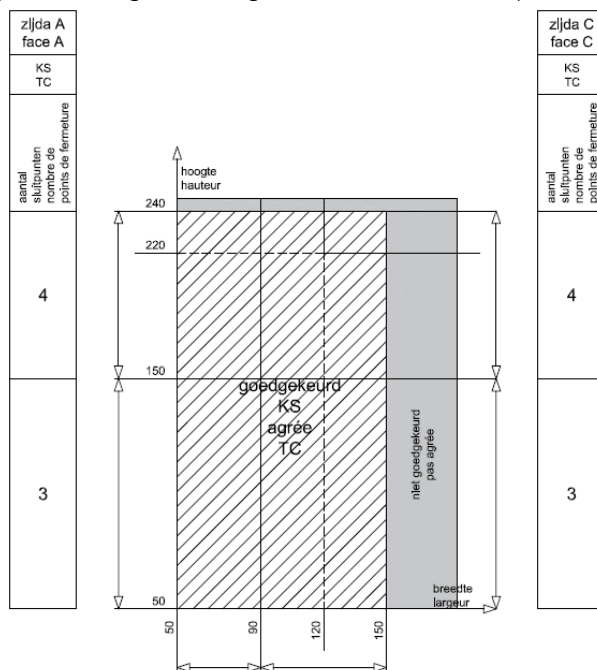 zijda A
face A
KS
TC
aantal
sluitpunten
nombre de
points de fermeture
4
3
hoogte
hauteur
240
220
150
50
goedgekeurd
KS
agrée
TC
niet goedgekeurd
pas agrée
breedte
largeur
50
90
120
150
zijda C
face C
KS
TC
aantal
sluitpunten
nombre de
points de fermeture
4
3